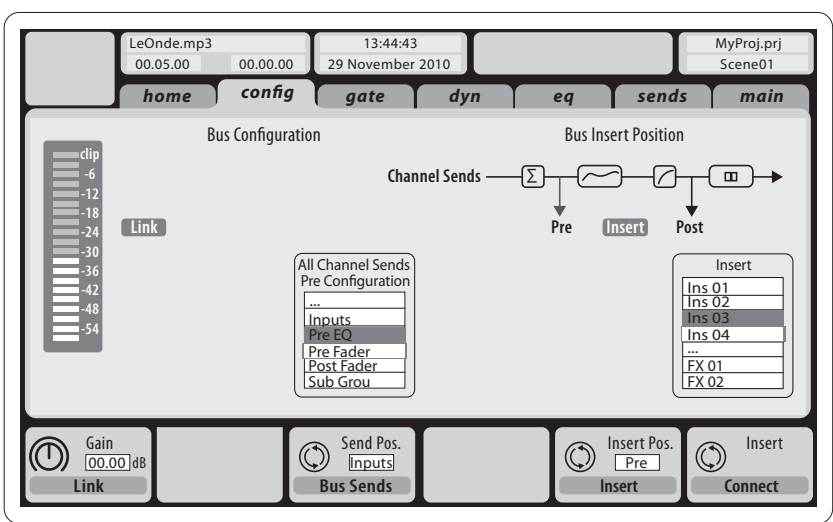 LeOnde.mp3
00.05.00 00.00.00
13:44:43
29 November 2010
MyProj.prj
Scene01
home config gate dyn eq sends main
Bus Configuration
Bus Insert Position
clip
-6
-12
-18
-24
-30
-36
-42
-48
-54
Link
Channel Sends
Σ
Pre Insert Post
All Channel Sends
Pre Configuration
...
Inputs
Pre EQ
Pre Fader
Post Fader
Sub Grou
Insert
Ins 01
Ins 02
Ins 03
Ins 04
...
FX 01
FX 02
Gain
00.00 dB
Link
Send Pos.
Inputs
Bus Sends
Insert Pos.
Pre
Insert
Insert
Connect